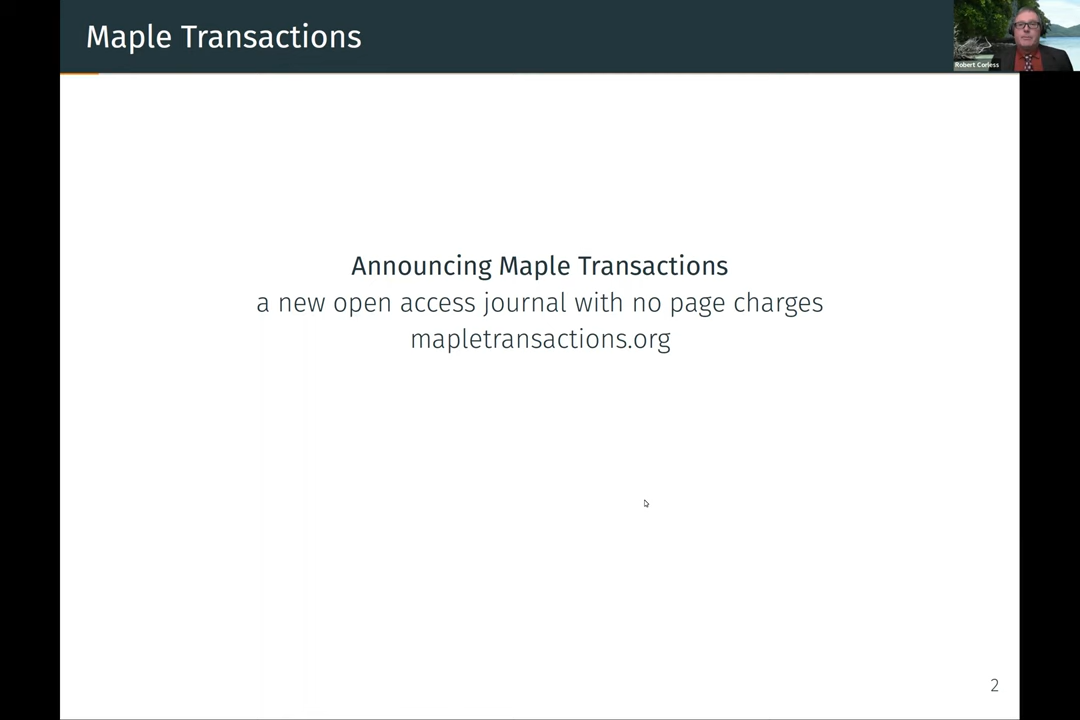 Maple Transactions
Robert Corless
Announcing Maple Transactions
a new open access journal with no page charges
mapletransactions.org
2